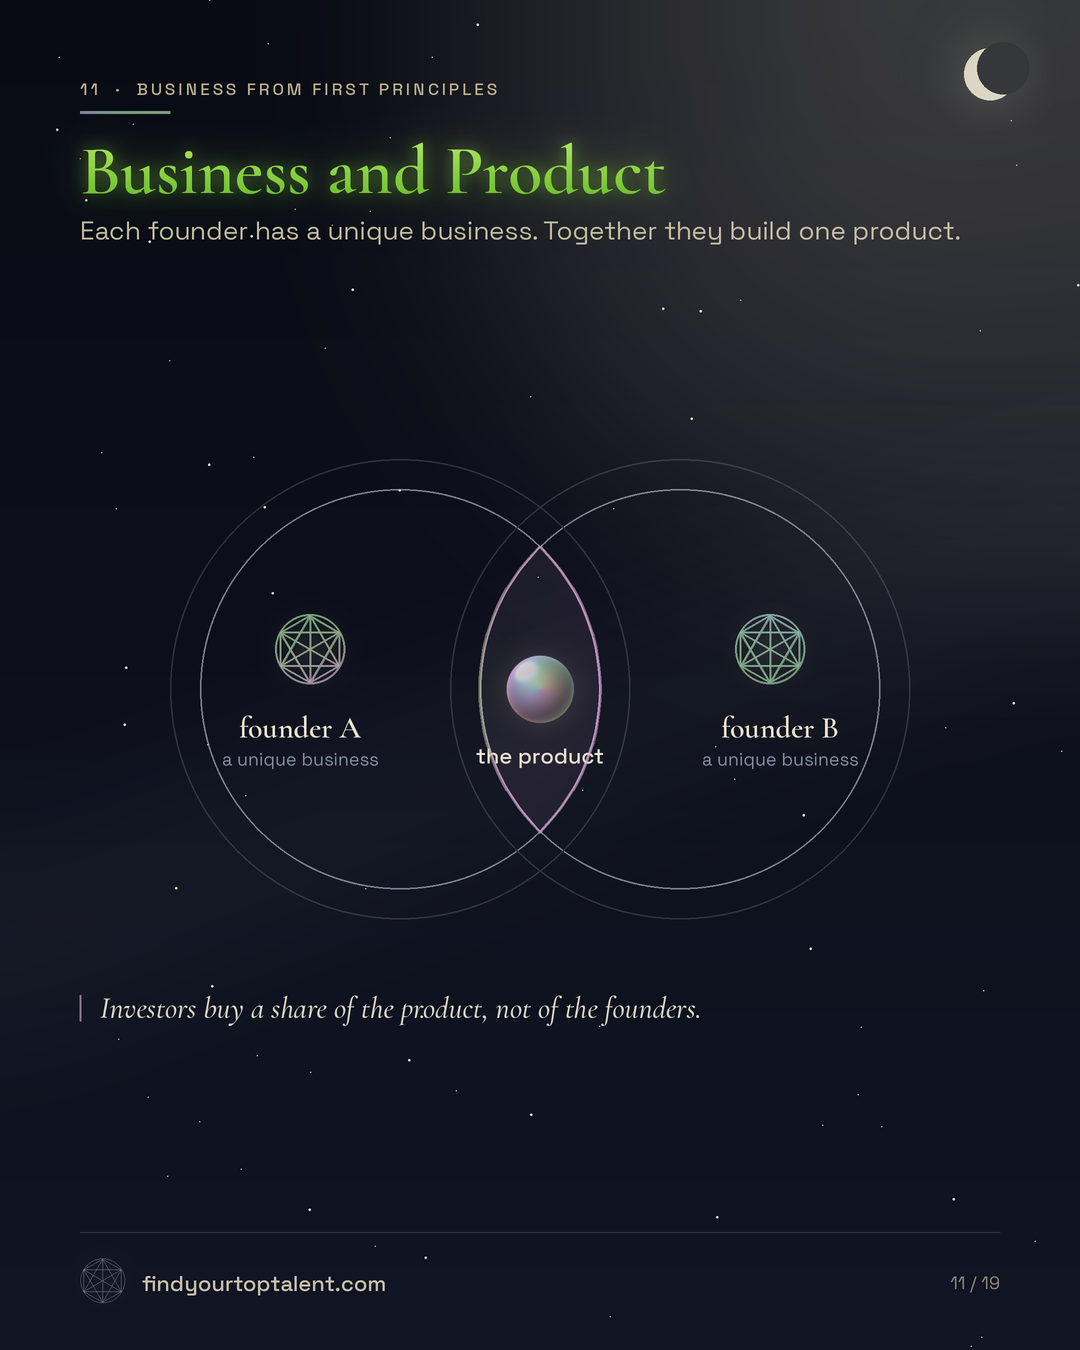 11 · BUSINESS FROM FIRST PRINCIPLES
Business and Product
Each founder has a unique business. Together they build one product.
founder A
a unique business
the product
founder B
a unique business
Investors buy a share of the product, not of the founders.
findyourtoptalent.com
11 / 19